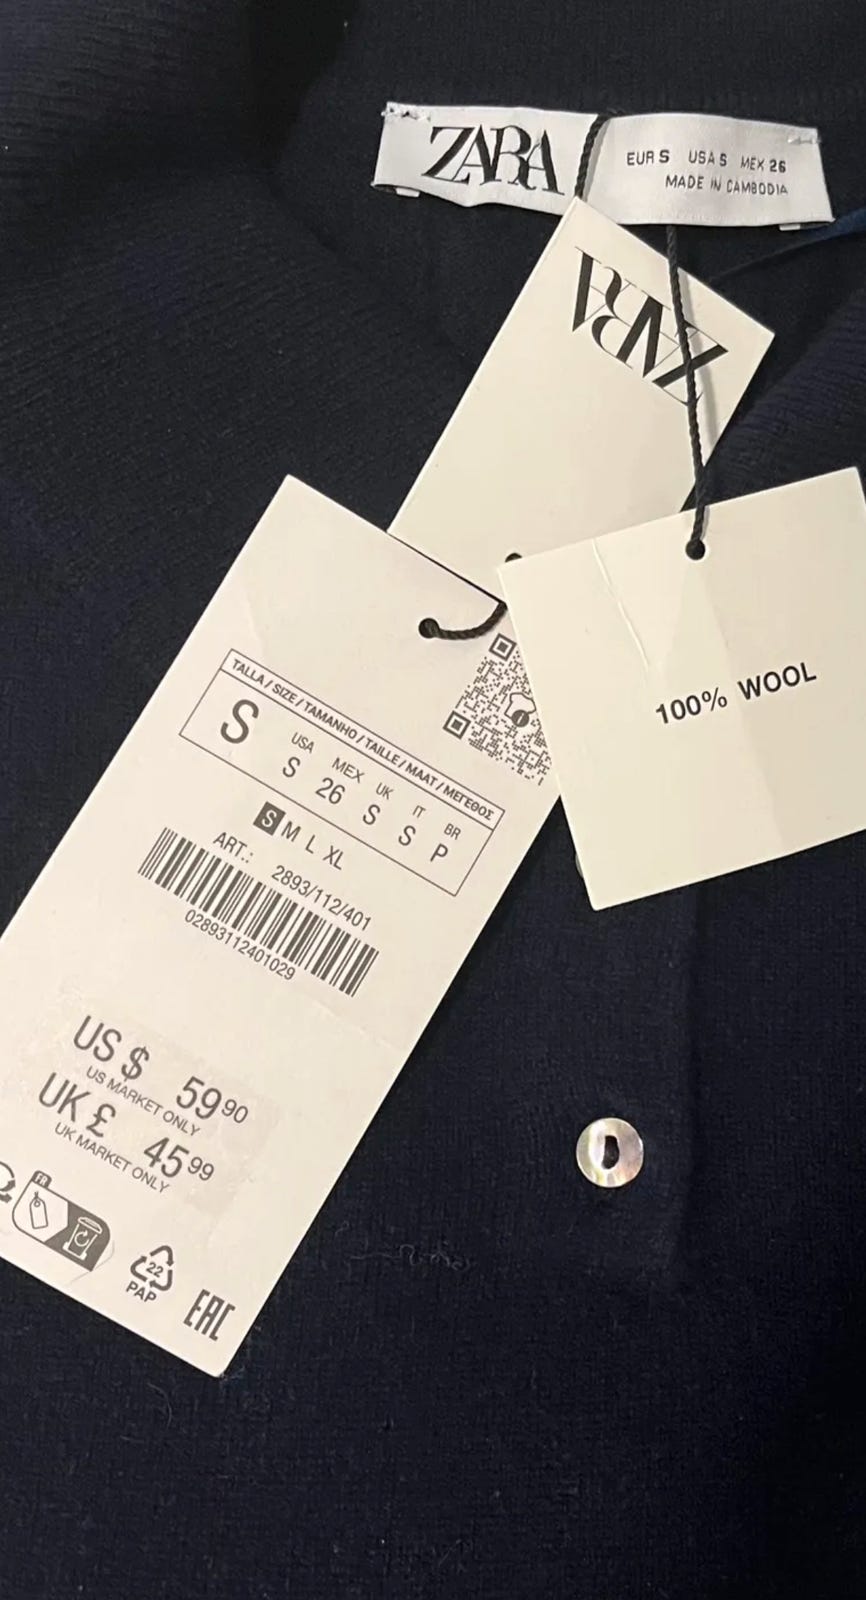 ZARA
EUR S USA S MEX 26
MADE IN CAMBODIA
ZARA
100% WOOL
TALLA / SIZE / TAMANHO / TAILLE / MAAT / ΜΕΓΕΘΟΣ
S
USA MEX UK IT BR
S 26 S S P
S M L XL
ART.: 2893/112/401
02893112401029
US $ 59 90
US MARKET ONLY
UK £ 45 99
UK MARKET ONLY
FR
22
PAP
EAC